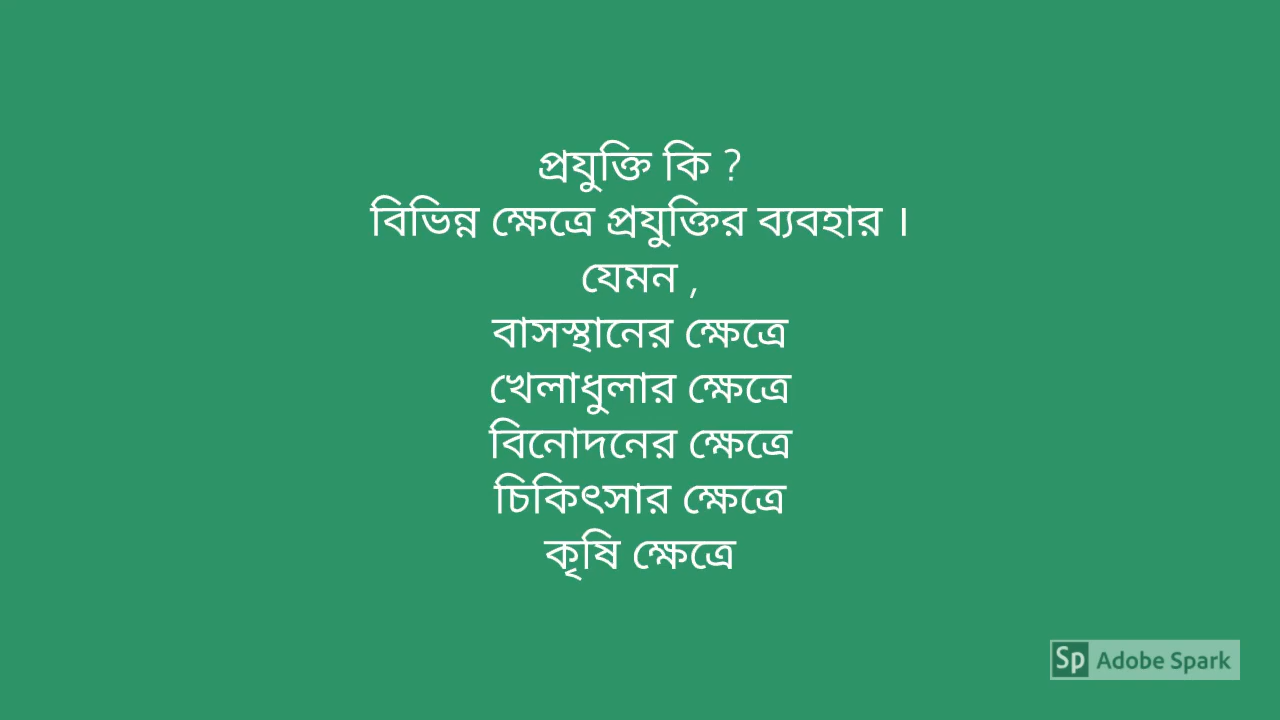 প্রযুক্তি কি ?
বিভিন্ন ক্ষেত্রে প্রযুক্তির ব্যবহার ।
যেমন ,
বাসস্থানের ক্ষেত্রে
খেলাধুলার ক্ষেত্রে
বিনোদনের ক্ষেত্রে
চিকিৎসার ক্ষেত্রে
কৃষি ক্ষেত্রে
Sp Adobe Spark